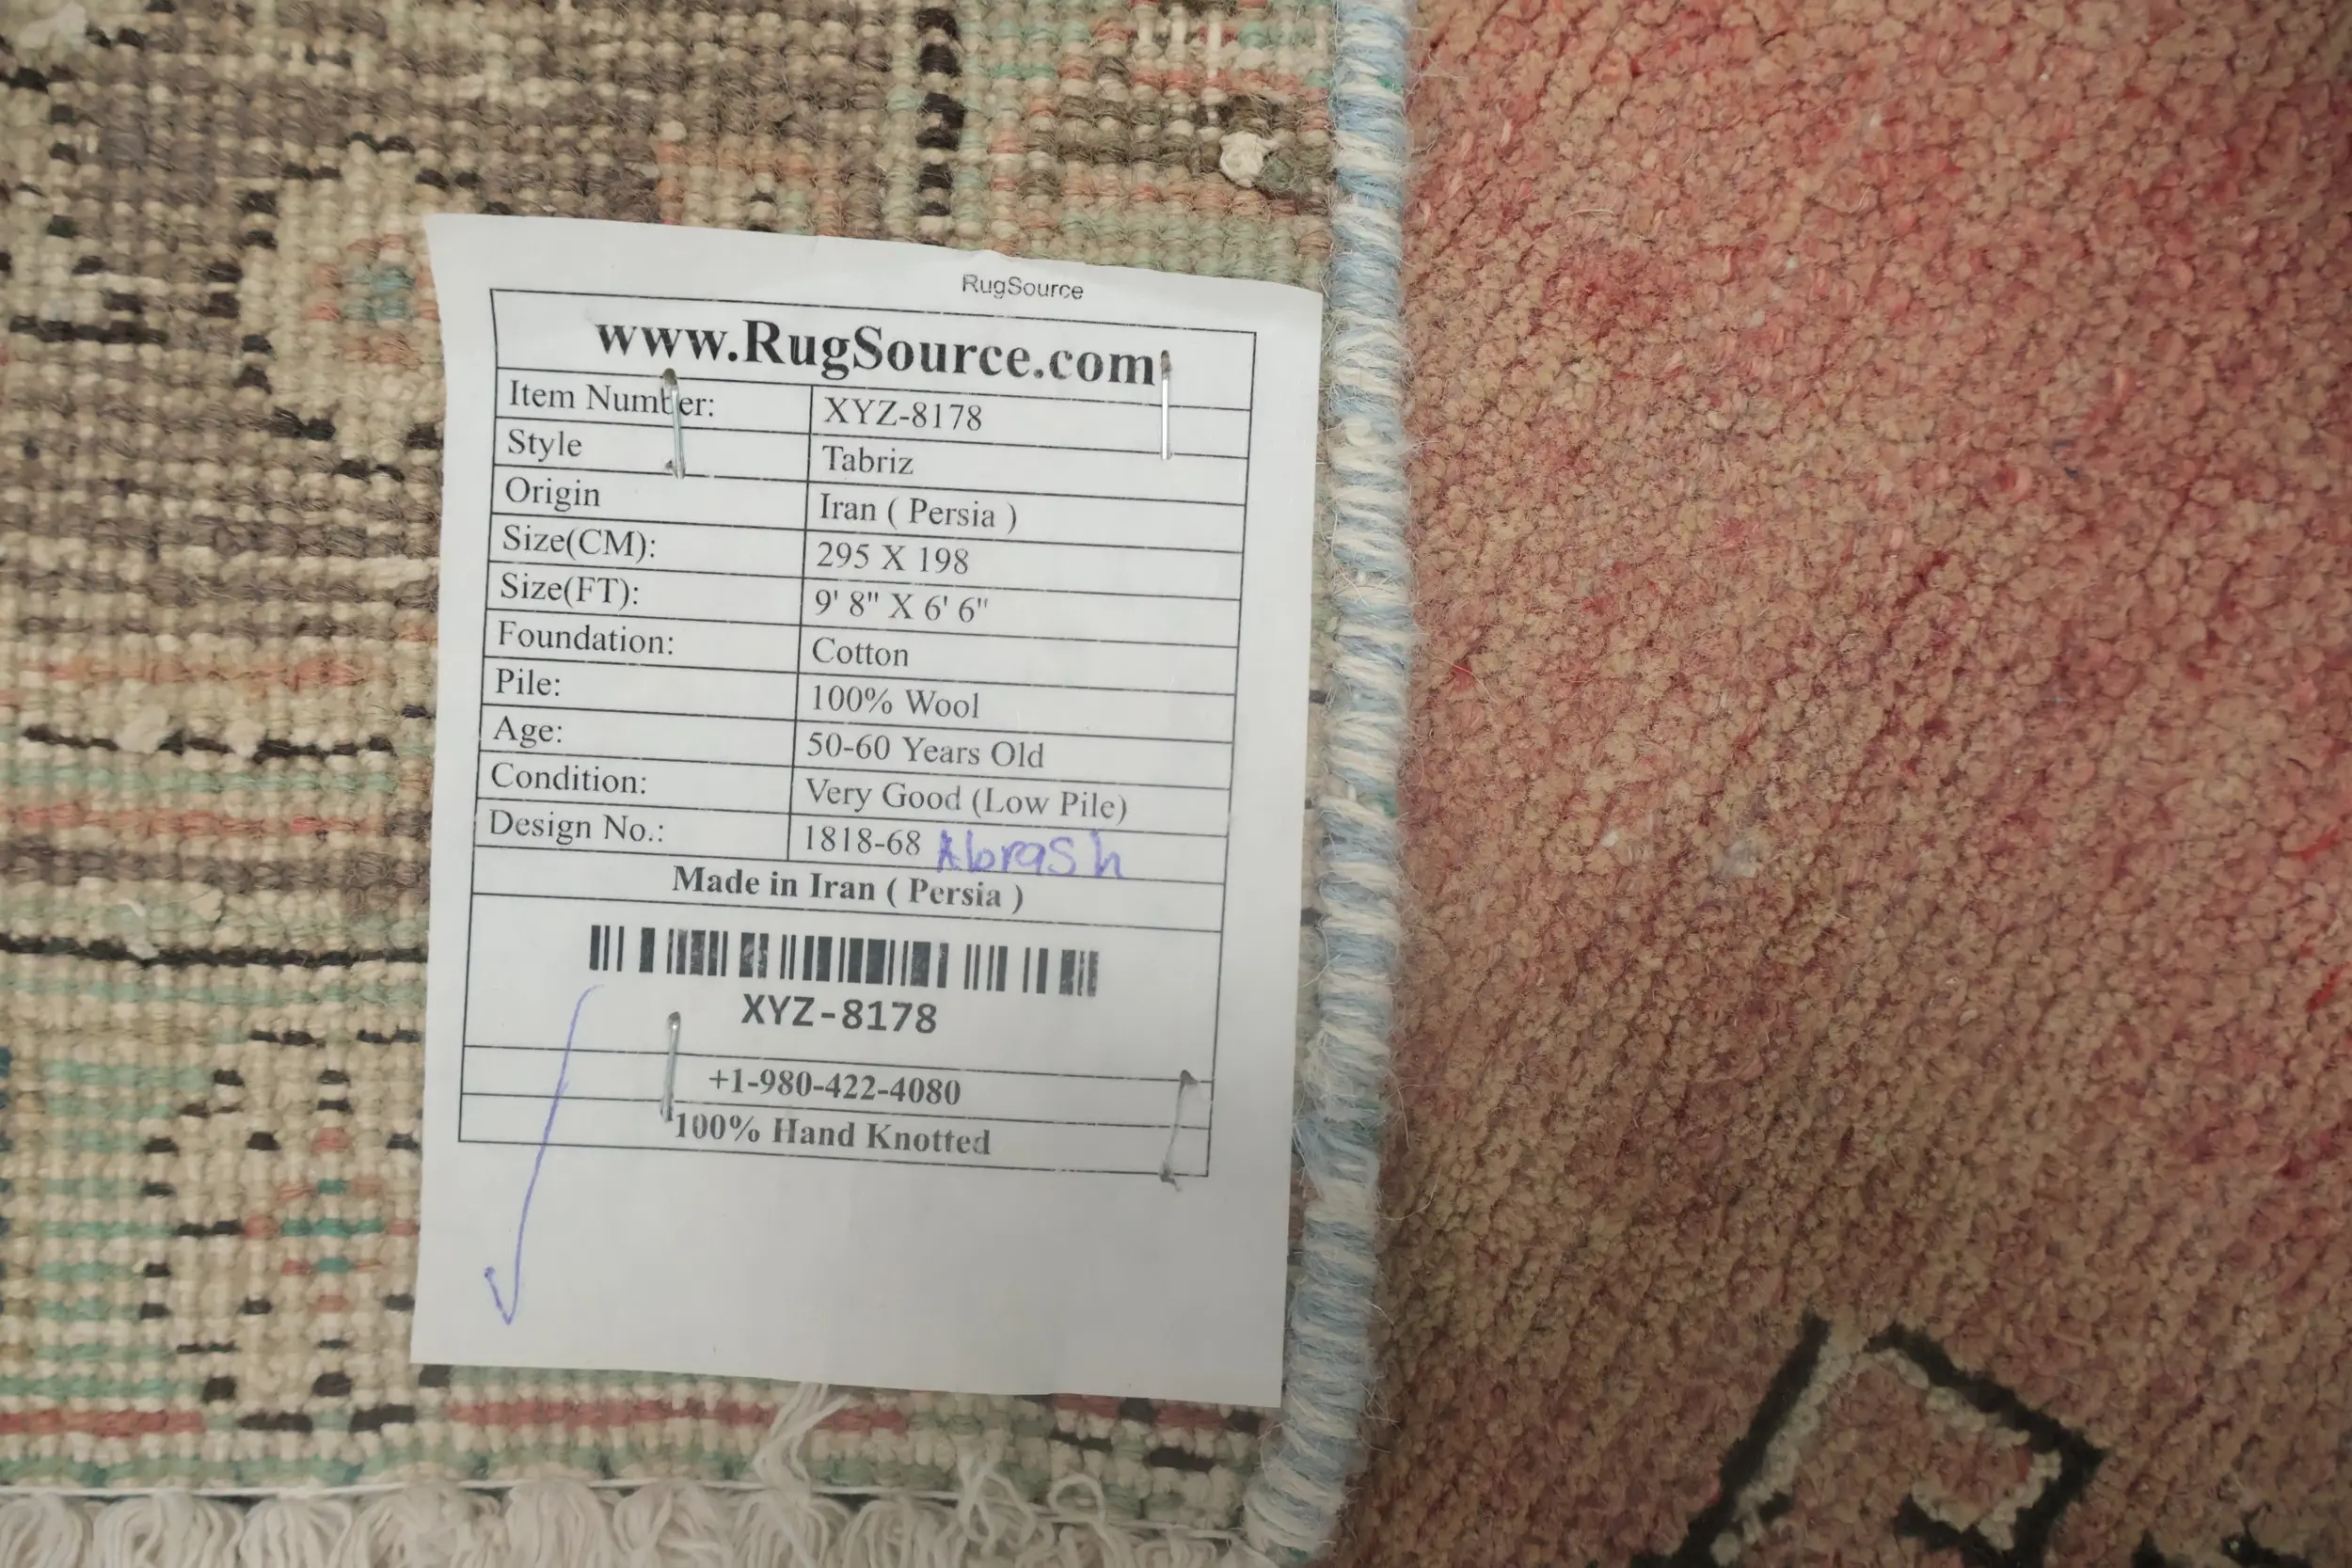 RugSource
www.RugSource.com
Item Number: XYZ-8178
Style Tabriz
Origin Iran ( Persia )
Size(CM): 295 X 198
Size(FT): 9' 8" X 6' 6"
Foundation: Cotton
Pile: 100% Wool
Age: 50-60 Years Old
Condition: Very Good (Low Pile)
Design No.: 1818-68 Abrash
Made in Iran ( Persia )
XYZ-8178
+1-980-422-4080
100% Hand Knotted